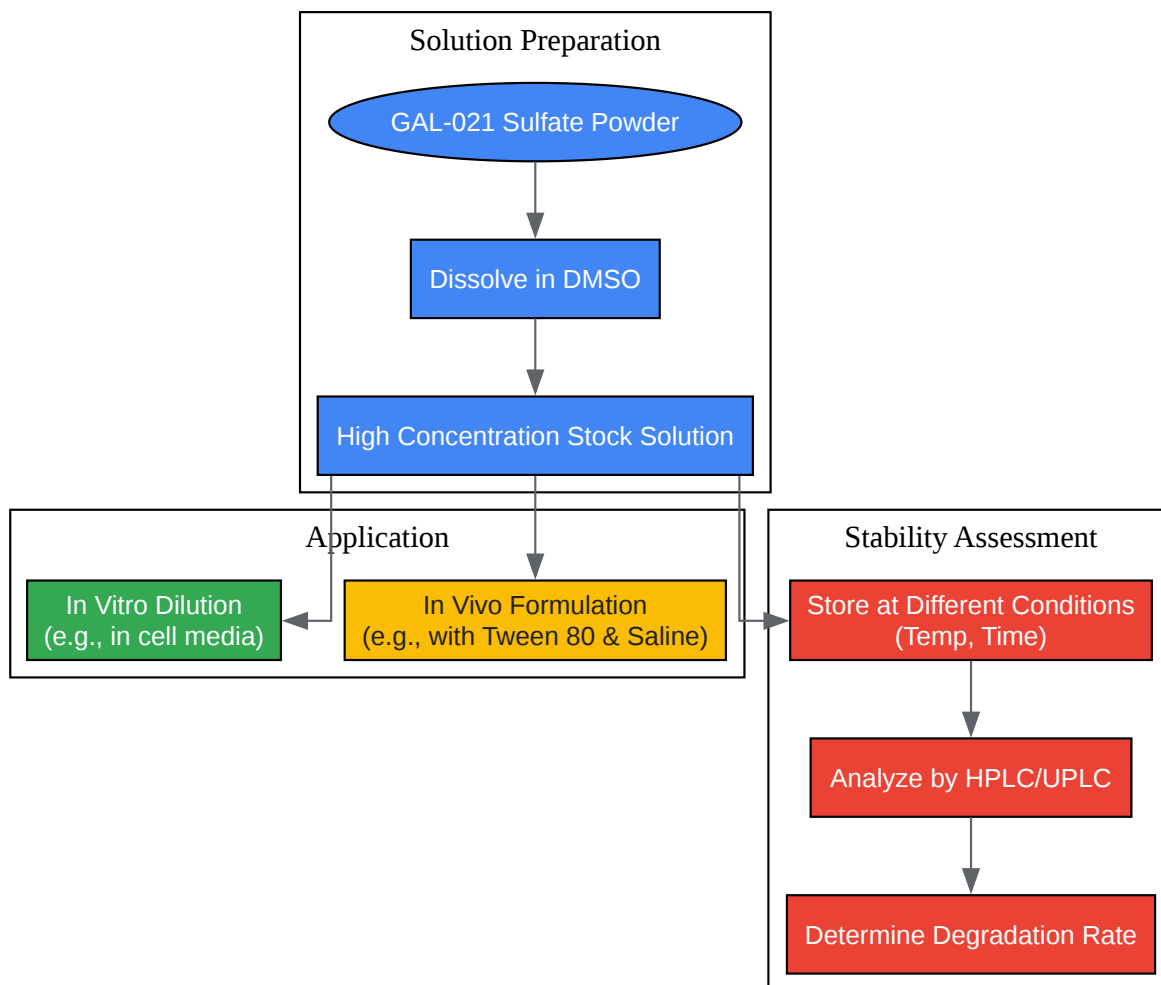 Solution Preparation
GAL-021 Sulfate Powder
Dissolve in DMSO
High Concentration Stock Solution
Application
In Vitro Dilution
(e.g., in cell media)
In Vivo Formulation
(e.g., with Tween 80 & Saline)
Stability Assessment
Store at Different Conditions
(Temp, Time)
Analyze by HPLC/UPLC
Determine Degradation Rate